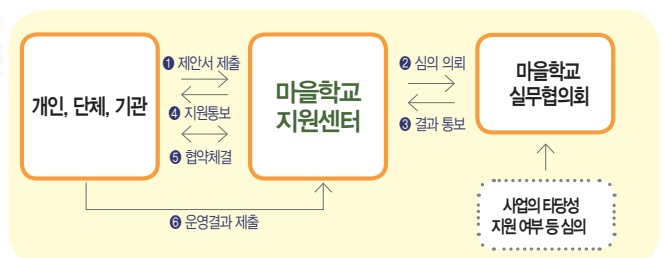 개인, 단체, 기관
❶ 제안서 제출
❹ 지원통보
❺ 협약체결
마을학교
지원센터
❷ 심의 의뢰
❸ 결과 통보
마을학교
실무협의회
사업의 타당성
지원 여부 등 심의
❻ 운영결과 제출